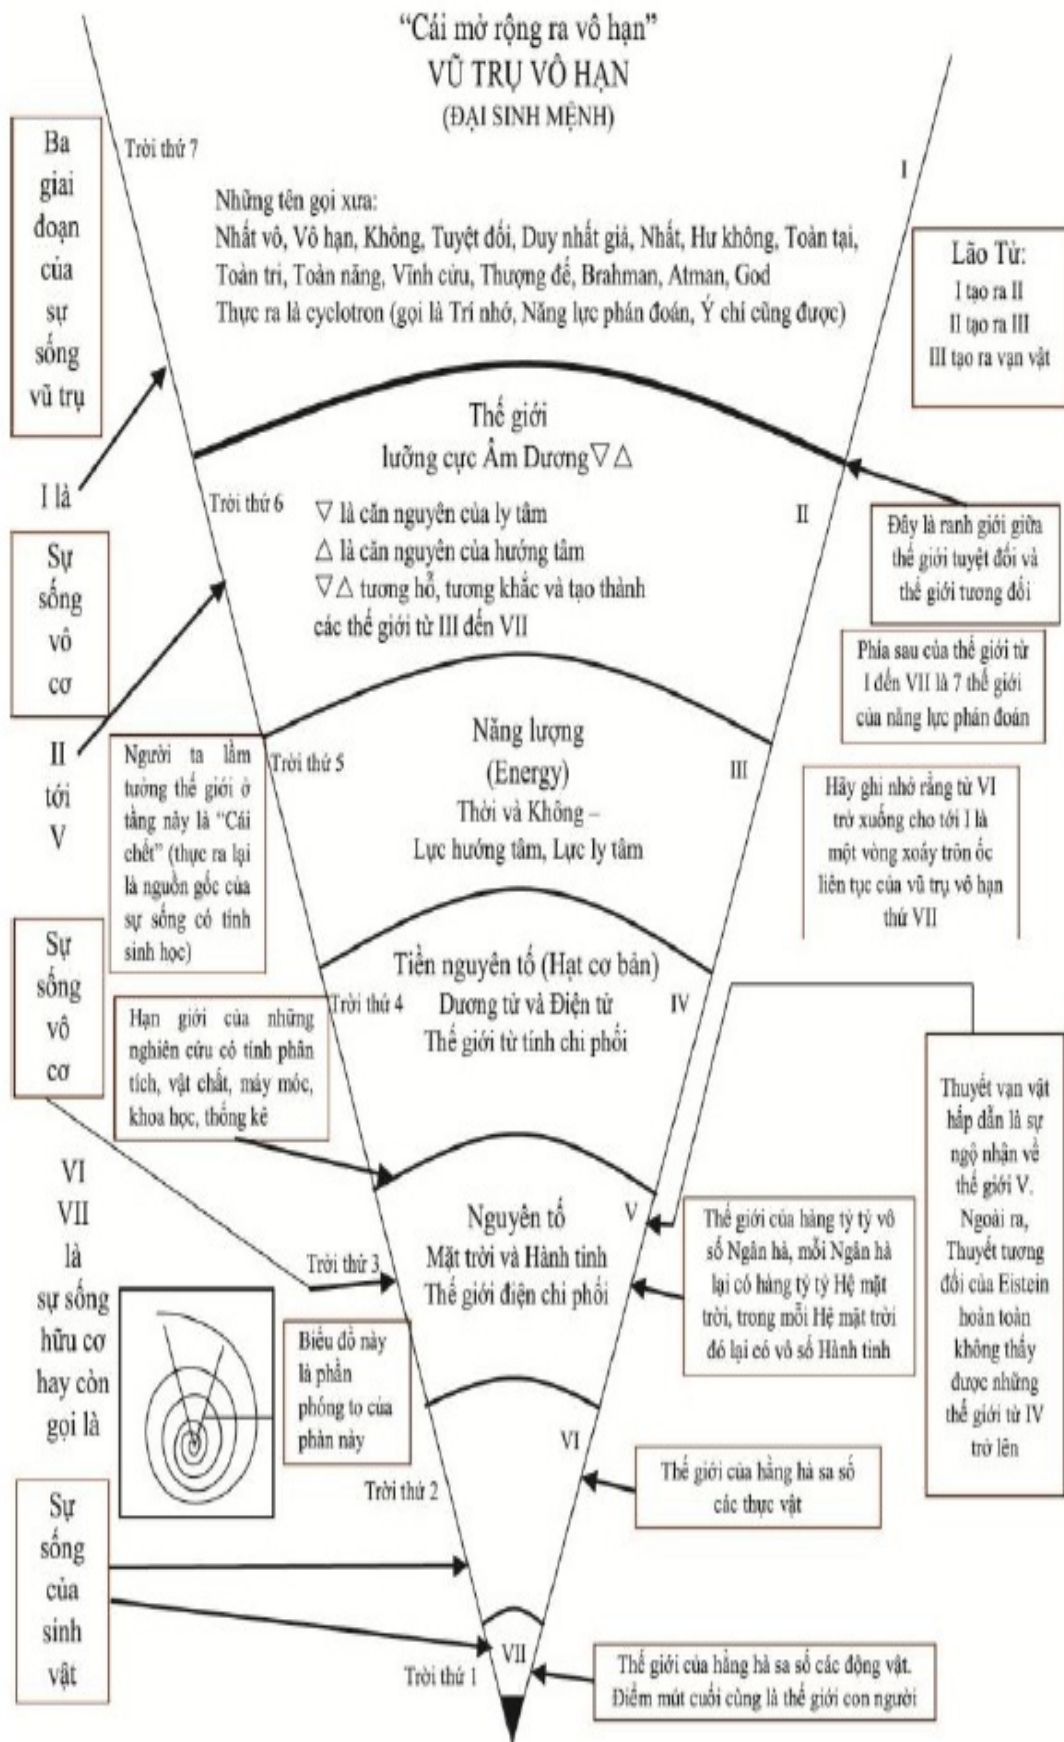 “Cái mở rộng ra vô hạn”
VŨ TRỤ VÔ HẠN
(ĐẠI SINH MỆNH)
Ba
giai
đoạn
của
sự
sống
vũ trụ
Trời thứ 7
I
Những tên gọi xưa:
Nhất vô, Vô hạn, Không, Tuyệt đối, Duy nhất giả, Nhất, Hư không, Toàn tại,
Toàn tri, Toàn năng, Vĩnh cửu, Thượng đế, Brahman, Atman, God
Thực ra là cyclotron (gọi là Trí nhớ, Năng lực phán đoán, Ý chí cũng được)
Lão Tử:
I tạo ra II
II tạo ra III
III tạo ra vạn vật
Thế giới
lưỡng cực Âm Dương ▽ △
I là
Trời thứ 6
II
▽ là căn nguyên của ly tâm
△ là căn nguyên của hướng tâm
▽△ tương hỗ, tương khắc và tạo thành
các thế giới từ III đến VII
Đây là ranh giới giữa
thế giới tuyệt đối và
thế giới tương đối
Sự
sống
vô
cơ
Phía sau của thế giới từ
I đến VII là 7 thế giới
của năng lực phán đoán
II
tới
V
Người ta lầm
tưởng thế giới ở
tầng này là “Cái
chết” (thực ra lại
là nguồn gốc của
sự sống có tính
sinh học)
Trời thứ 5
Năng lượng
(Energy)
Thời và Không –
Lực hướng tâm, Lực ly tâm
III
Hãy ghi nhớ rằng từ VI
trở xuống cho tới I là
một vòng xoáy trôn ốc
liên tục của vũ trụ vô hạn
thứ VII
Sự
sống
vô
cơ
Tiền nguyên tố (Hạt cơ bản)
Dương tử và Điện tử
Thế giới từ tính chi phối
Trời thứ 4
IV
Hạn giới của những
nghiên cứu có tính phân
tích, vật chất, máy móc,
khoa học, thống kê
Thuyết vạn vật
hấp dẫn là sự
ngộ nhận về
thế giới V.
Ngoài ra,
Thuyết tương
đối của Eistein
hoàn toàn
không thấy
được những
thế giới từ IV
trở lên
VI
VII
là
sự sống
hữu cơ
hay còn
gọi là
Nguyên tố
Mặt trời và Hành tinh
Thế giới điện chi phối
Trời thứ 3
V
Thế giới của hàng tỷ tỷ vô
số Ngân hà, mỗi Ngân hà
lại có hàng tỷ tỷ Hệ mặt
trời, trong mỗi Hệ mặt trời
đó lại có vô số Hành tinh
Biểu đồ này
là phần
phóng to của
phàn này
VI
Trời thứ 2
Thế giới của hằng hà sa số
các thực vật
Sự
sống
của
sinh
vật
VII
Trời thứ 1
Thế giới của hằng hà sa số các động vật.
Điểm mút cuối cùng là thế giới con người